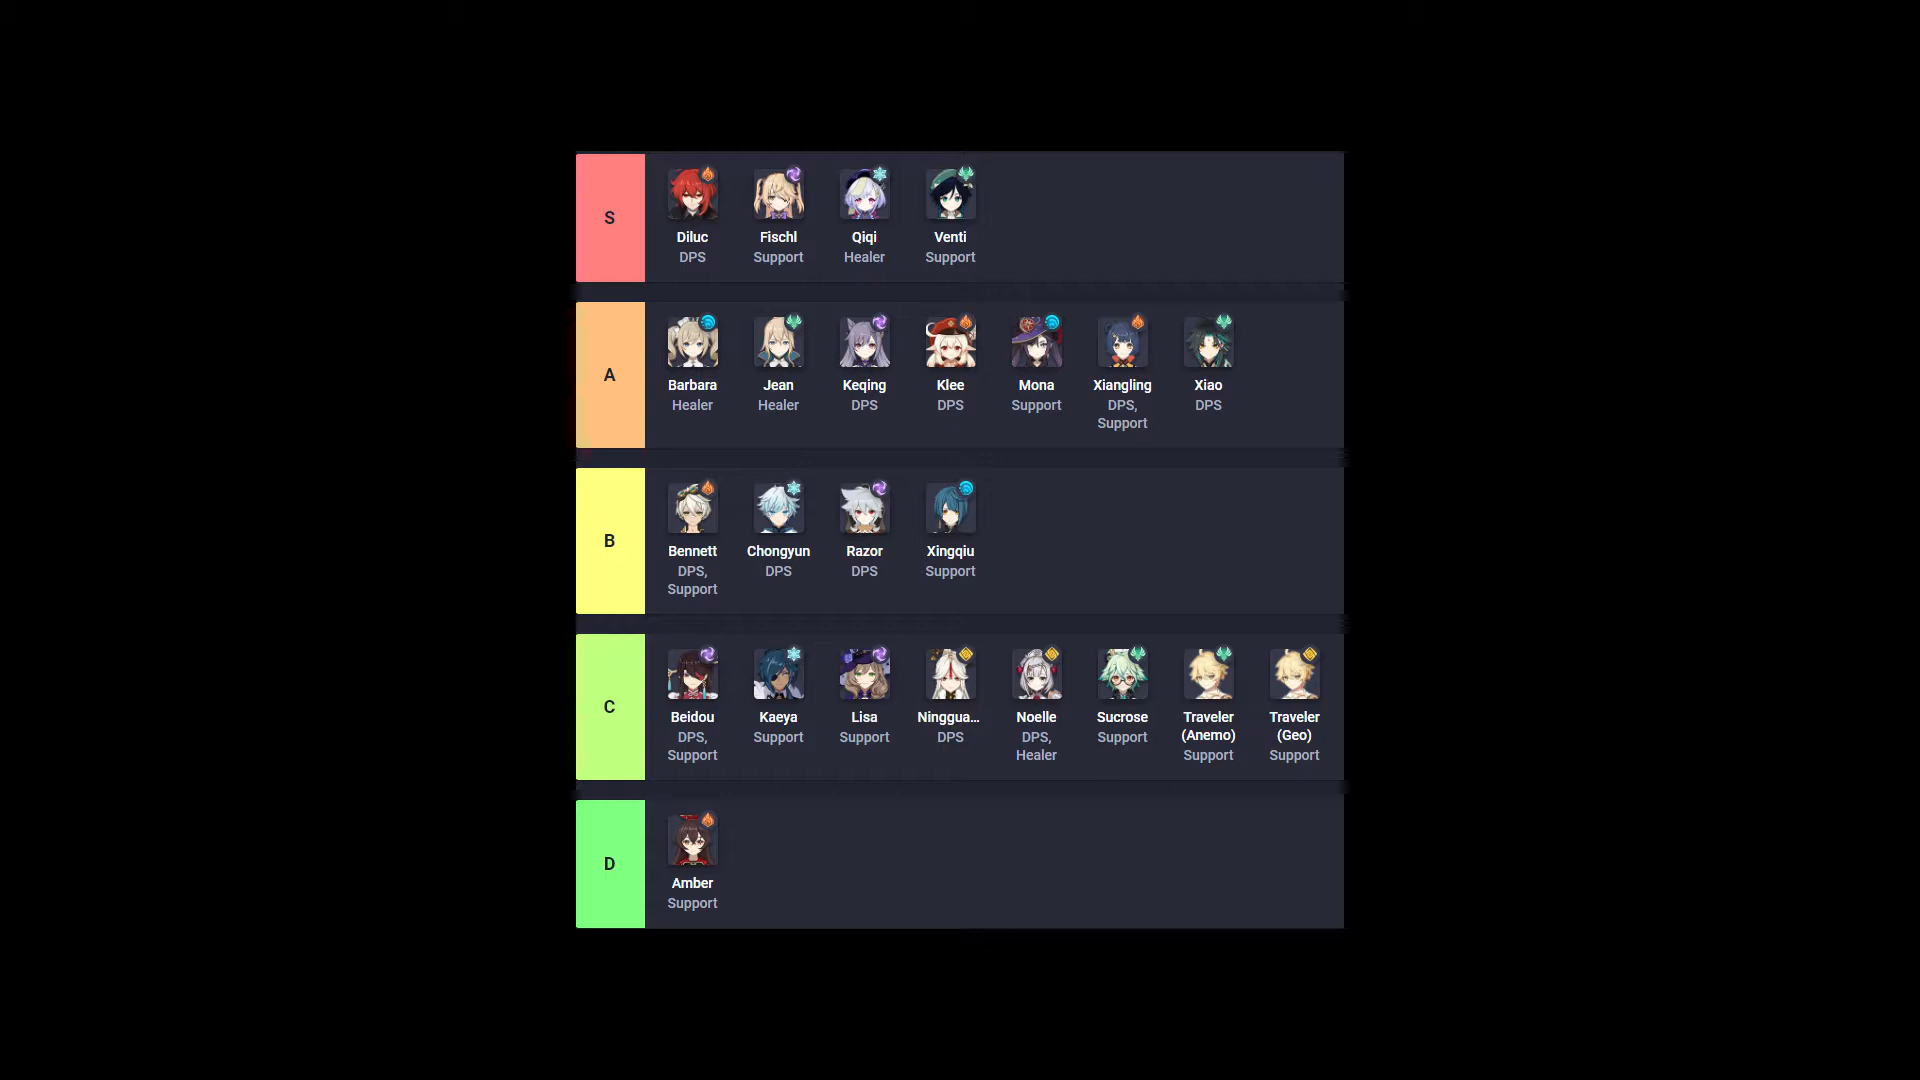 S
Diluc
DPS
Fischl
Support
Qiqi
Healer
Venti
Support
A
Barbara
Healer
Jean
Healer
Keqing
DPS
Klee
DPS
Mona
Support
Xiangling
DPS,
Support
Xiao
DPS
B
Bennett
DPS,
Support
Chongyun
DPS
Razor
DPS
Xingqiu
Support
C
Beidou
DPS,
Support
Kaeya
Support
Lisa
Support
Ninggua...
DPS
Noelle
DPS,
Healer
Sucrose
Support
Traveler
(Anemo)
Support
Traveler
(Geo)
Support
D
Amber
Support